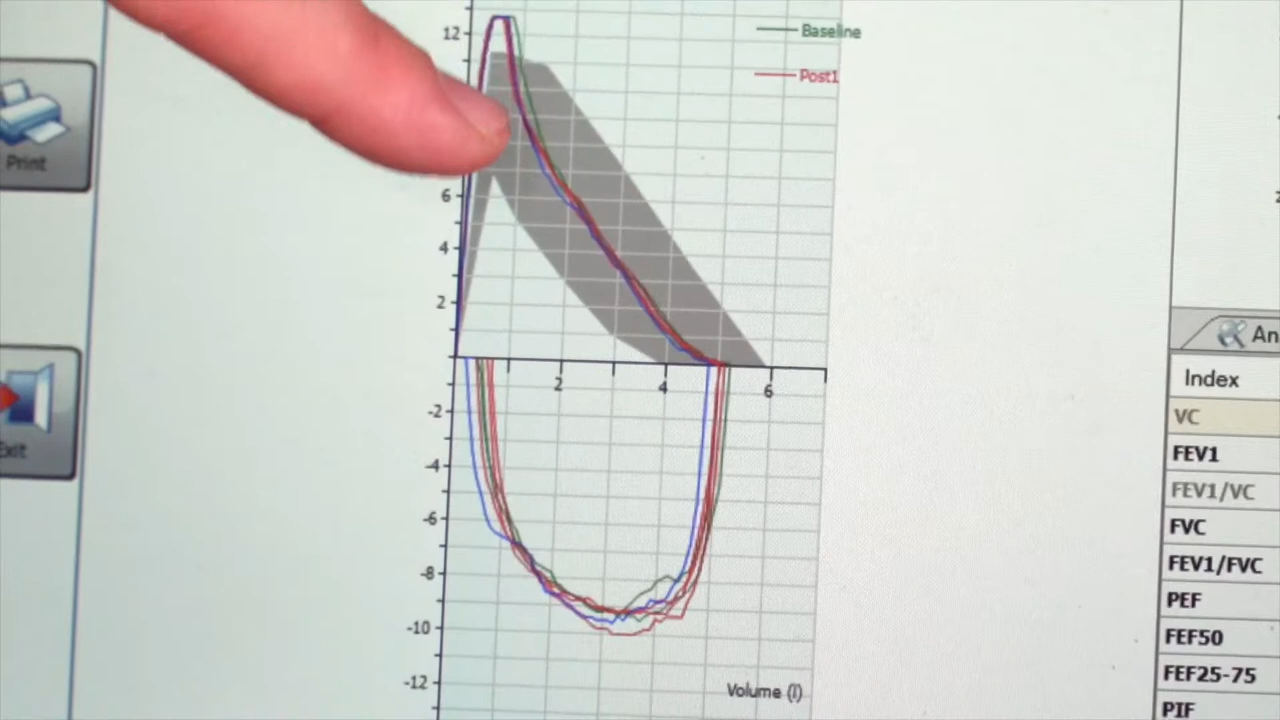 12
Baseline
Post1
Print
6
4
2
2
4
6
An
Index
VC
FEV1
FEV1/VC
FVC
FEV1/FVC
PEF
FEF50
FEF25-75
PIF
-2
-4
-6
-8
-10
-12
Exit
Volume (l)